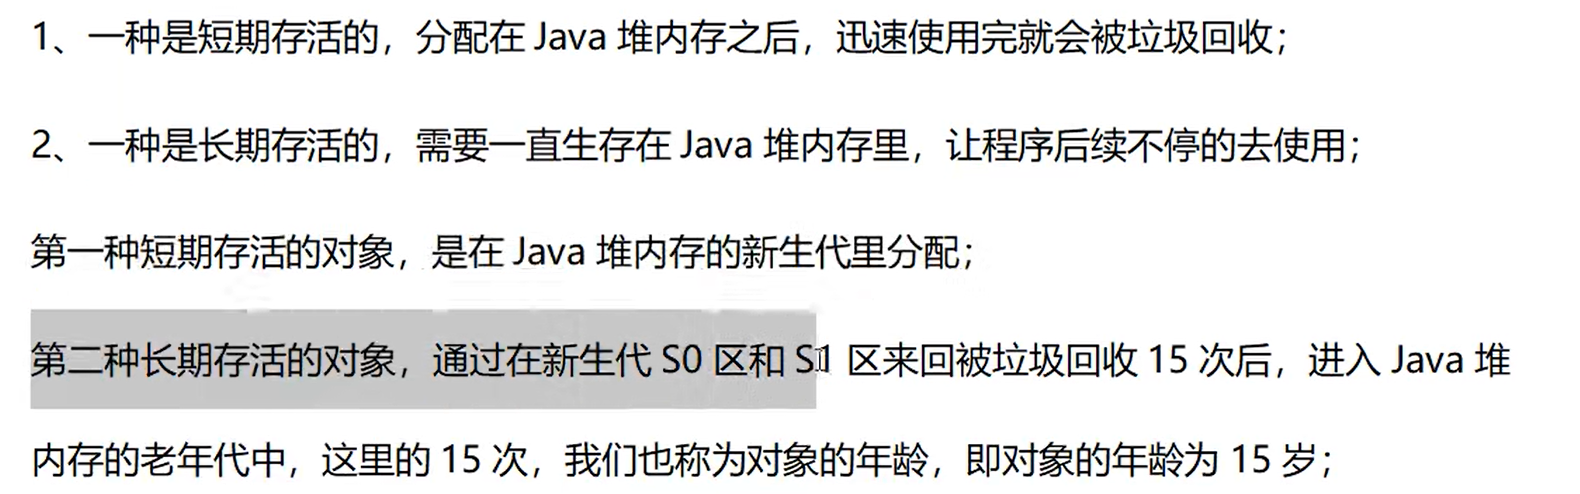 1、一种是短期存活的，分配在 Java 堆内存之后，迅速使用完就会被垃圾回收；
2、一种是长期存活的，需要一直生存在 Java 堆内存里，让程序后续不停的去使用；
第一种短期存活的对象，是在 Java 堆内存的新生代里分配；
第二种长期存活的对象，通过在新生代 S0 区和 S1 区来回被垃圾回收 15 次后，进入 Java 堆
内存的老年代中，这里的 15 次，我们也称为对象的年龄，即对象的年龄为 15 岁；